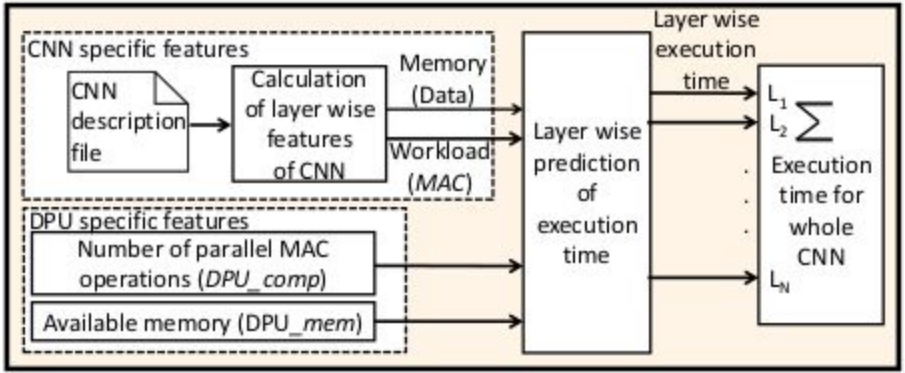 CNN specific features
CNN
description
file
Calculation
of layer wise
features
of CNN
Memory
(Data)
Workload
(MAC)
DPU specific features
Number of parallel MAC
operations (DPU_comp)
Available memory (DPU_mem)
Layer wise
prediction
of
execution
time
Layer wise
execution
time
L1
L2 ∑
.
.
.
LN
Execution
time for
whole
CNN